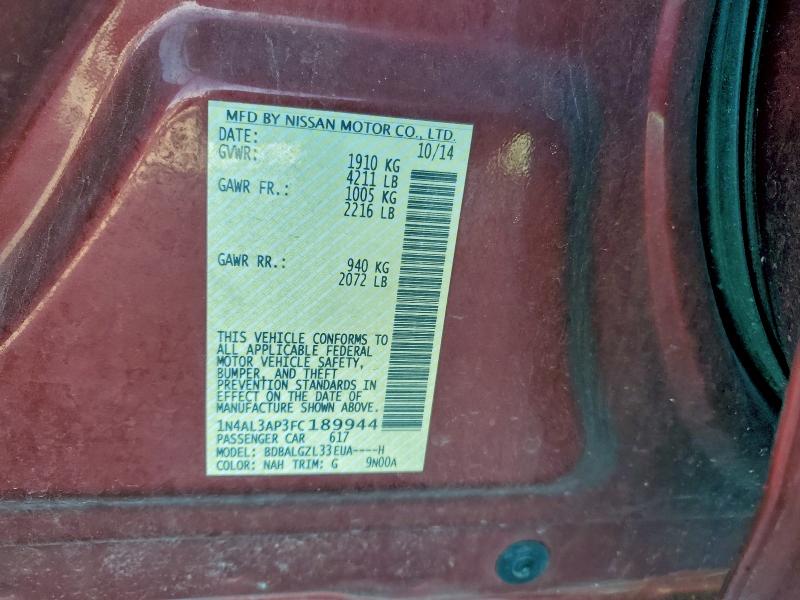 MFD BY NISSAN MOTOR CO., LTD.
DATE: 10/14
GVWR: 1910 KG
4211 LB
GAWR FR.: 1005 KG
2216 LB
GAWR RR.: 940 KG
2072 LB
THIS VEHICLE CONFORMS TO
ALL APPLICABLE FEDERAL
MOTOR VEHICLE SAFETY,
BUMPER, AND THEFT
PREVENTION STANDARDS IN
EFFECT ON THE DATE OF
MANUFACTURE SHOWN ABOVE.
1N4AL3AP3FC189944
PASSENGER CAR 617
MODEL: BDBALGZL33EUA----H
COLOR: NAH TRIM: G 9N00A